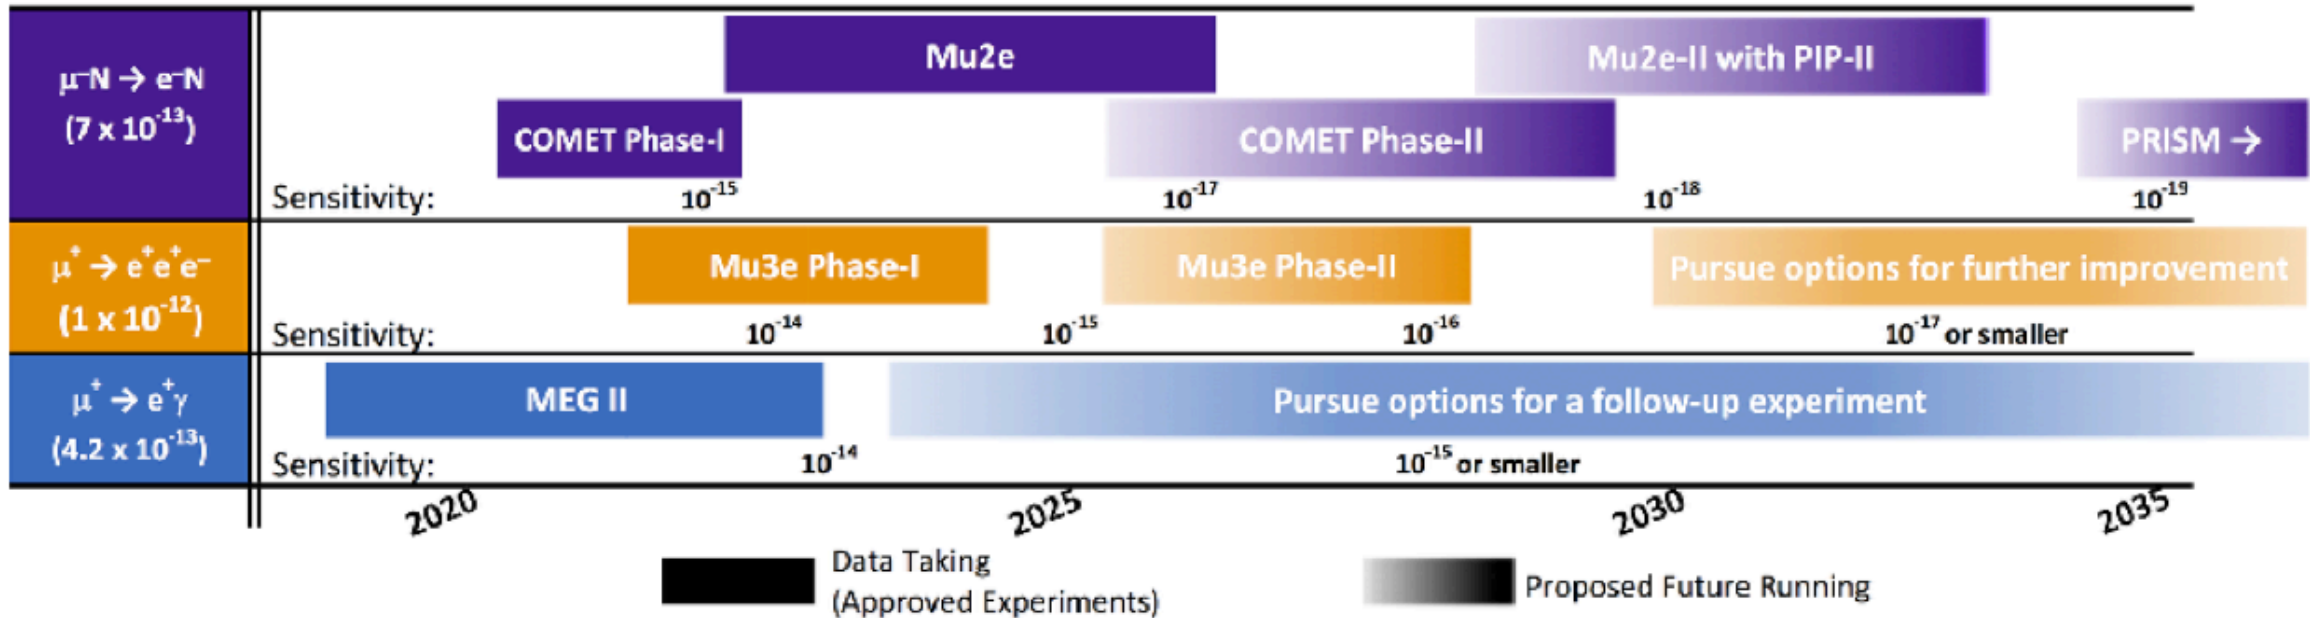 μ⁻N → e⁻N
(7 x 10⁻¹³)
Mu2e
Mu2e-II with PIP-II
COMET Phase-I
COMET Phase-II
PRISM →
Sensitivity:
10⁻¹⁵
10⁻¹⁷
10⁻¹⁸
10⁻¹⁹
μ⁺ → e⁺e⁺e⁻
(1 x 10⁻¹²)
Mu3e Phase-I
Mu3e Phase-II
Pursue options for further improvement
Sensitivity:
10⁻¹⁴
10⁻¹⁵
10⁻¹⁶
10⁻¹⁷ or smaller
μ⁺ → e⁺γ
(4.2 x 10⁻¹³)
MEG II
Pursue options for a follow-up experiment
Sensitivity:
10⁻¹⁴
10⁻¹⁵ or smaller
2020
2025
2030
2035
Data Taking
(Approved Experiments)
Proposed Future Running